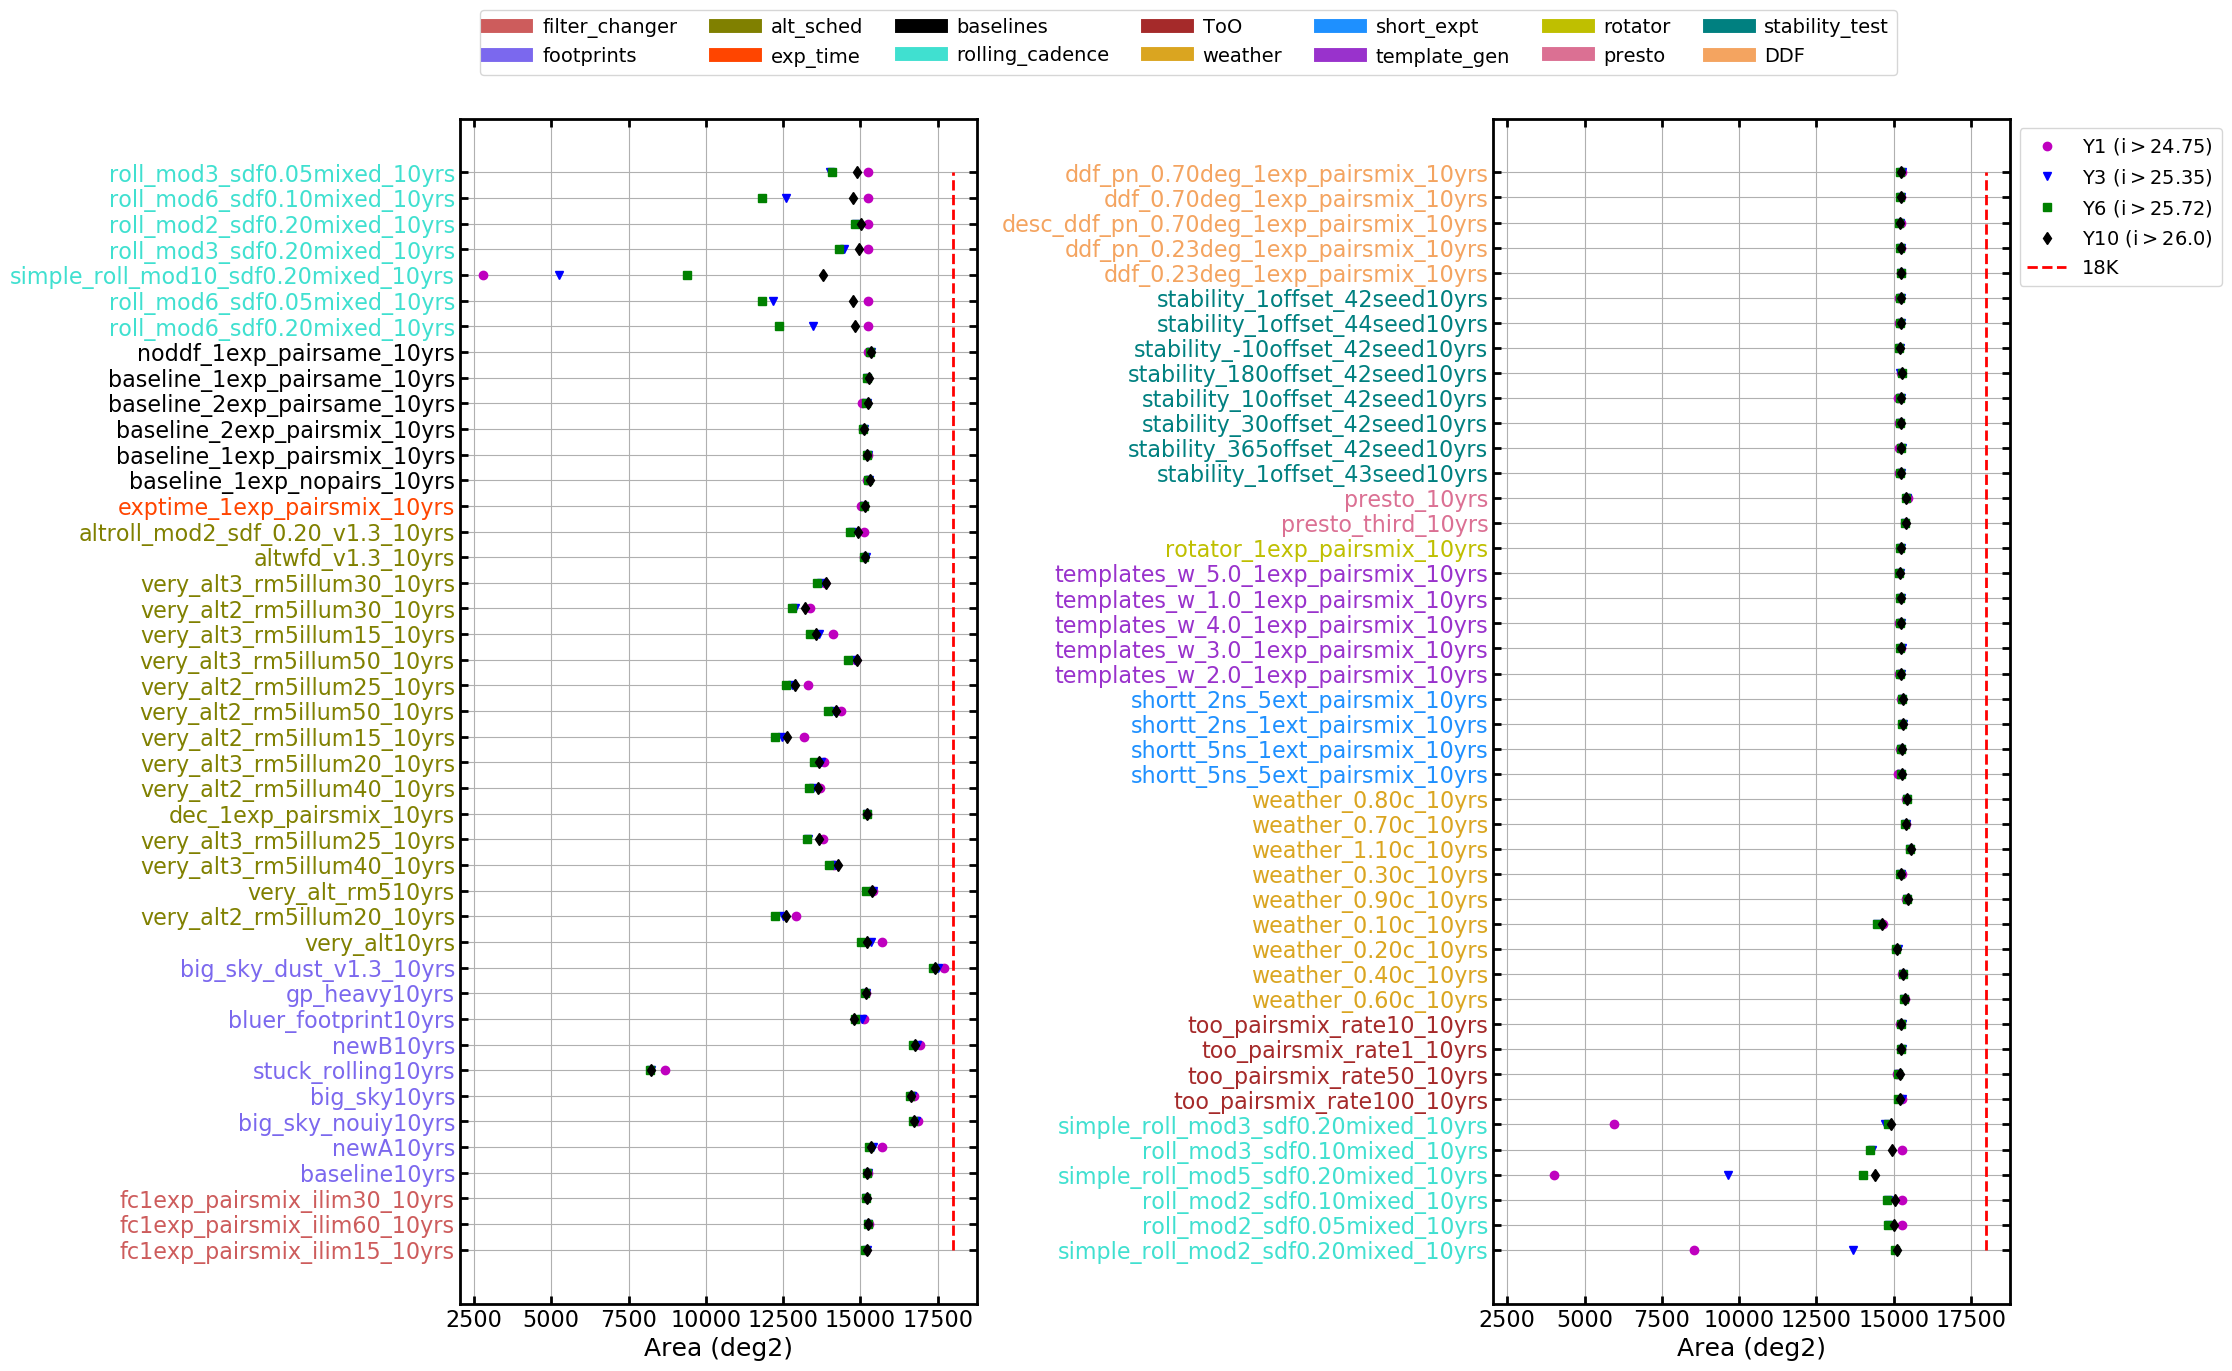 filter_changer
footprints
alt_sched
exp_time
baselines
rolling_cadence
ToO
weather
short_expt
template_gen
rotator
presto
stability_test
DDF
roll_mod3_sdf0.05mixed_10yrs
roll_mod6_sdf0.10mixed_10yrs
roll_mod2_sdf0.20mixed_10yrs
roll_mod3_sdf0.20mixed_10yrs
simple_roll_mod10_sdf0.20mixed_10yrs
roll_mod6_sdf0.05mixed_10yrs
roll_mod6_sdf0.20mixed_10yrs
noddf_1exp_pairsame_10yrs
baseline_1exp_pairsame_10yrs
baseline_2exp_pairsame_10yrs
baseline_2exp_pairsmix_10yrs
baseline_1exp_pairsmix_10yrs
baseline_1exp_nopairs_10yrs
exptime_1exp_pairsmix_10yrs
altroll_mod2_sdf_0.20_v1.3_10yrs
altwfd_v1.3_10yrs
very_alt3_rm5illum30_10yrs
very_alt2_rm5illum30_10yrs
very_alt3_rm5illum15_10yrs
very_alt3_rm5illum50_10yrs
very_alt2_rm5illum25_10yrs
very_alt2_rm5illum50_10yrs
very_alt2_rm5illum15_10yrs
very_alt3_rm5illum20_10yrs
very_alt2_rm5illum40_10yrs
dec_1exp_pairsmix_10yrs
very_alt3_rm5illum25_10yrs
very_alt3_rm5illum40_10yrs
very_alt_rm510yrs
very_alt2_rm5illum20_10yrs
very_alt10yrs
big_sky_dust_v1.3_10yrs
gp_heavy10yrs
bluer_footprint10yrs
newB10yrs
stuck_rolling10yrs
big_sky10yrs
big_sky_nouiy10yrs
newA10yrs
baseline10yrs
fc1exp_pairsmix_ilim30_10yrs
fc1exp_pairsmix_ilim60_10yrs
fc1exp_pairsmix_ilim15_10yrs
2500 5000 7500 10000 12500 15000 17500
Area (deg2)
ddf_pn_0.70deg_1exp_pairsmix_10yrs
ddf_0.70deg_1exp_pairsmix_10yrs
desc_ddf_pn_0.70deg_1exp_pairsmix_10yrs
ddf_pn_0.23deg_1exp_pairsmix_10yrs
ddf_0.23deg_1exp_pairsmix_10yrs
stability_1offset_42seed10yrs
stability_1offset_44seed10yrs
stability_-10offset_42seed10yrs
stability_180offset_42seed10yrs
stability_10offset_42seed10yrs
stability_30offset_42seed10yrs
stability_365offset_42seed10yrs
stability_1offset_43seed10yrs
presto_10yrs
presto_third_10yrs
rotator_1exp_pairsmix_10yrs
templates_w_5.0_1exp_pairsmix_10yrs
templates_w_1.0_1exp_pairsmix_10yrs
templates_w_4.0_1exp_pairsmix_10yrs
templates_w_3.0_1exp_pairsmix_10yrs
templates_w_2.0_1exp_pairsmix_10yrs
shortt_2ns_5ext_pairsmix_10yrs
shortt_2ns_1ext_pairsmix_10yrs
shortt_5ns_1ext_pairsmix_10yrs
shortt_5ns_5ext_pairsmix_10yrs
weather_0.80c_10yrs
weather_0.70c_10yrs
weather_1.10c_10yrs
weather_0.30c_10yrs
weather_0.90c_10yrs
weather_0.10c_10yrs
weather_0.20c_10yrs
weather_0.40c_10yrs
weather_0.60c_10yrs
too_pairsmix_rate10_10yrs
too_pairsmix_rate1_10yrs
too_pairsmix_rate50_10yrs
too_pairsmix_rate100_10yrs
simple_roll_mod3_sdf0.20mixed_10yrs
roll_mod3_sdf0.10mixed_10yrs
simple_roll_mod5_sdf0.20mixed_10yrs
roll_mod2_sdf0.10mixed_10yrs
roll_mod2_sdf0.05mixed_10yrs
simple_roll_mod2_sdf0.20mixed_10yrs
2500 5000 7500 10000 12500 15000 17500
Area (deg2)
Y1 (i > 24.75)
Y3 (i > 25.35)
Y6 (i > 25.72)
Y10 (i > 26.0)
18K